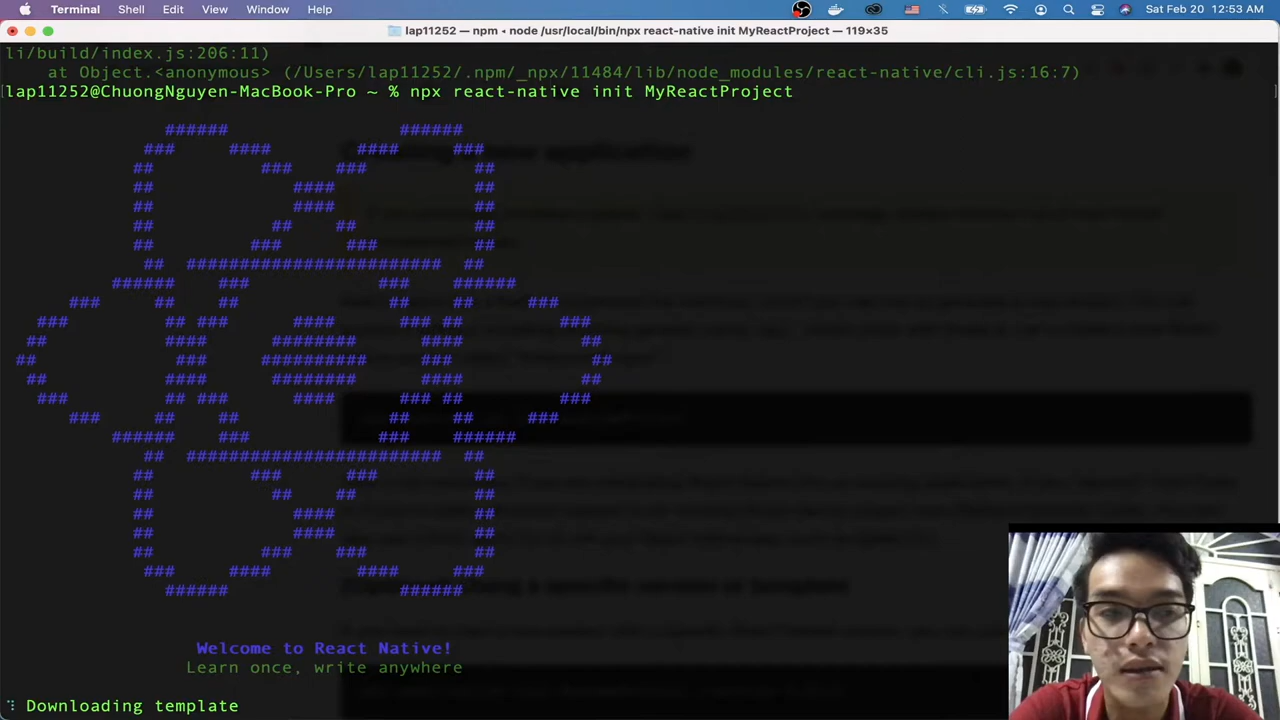 Terminal Shell Edit View Window Help Sat Feb 20 12:53 AM
lap11252 — npm ◂ node /usr/local/bin/npx react-native init MyReactProject — 119×35
li/build/index.js:206:11)
at Object.<anonymous> (/Users/lap11252/.npm/_npx/11484/lib/node_modules/react-native/cli.js:16:7)
lap11252@ChuongNguyen-MacBook-Pro ~ % npx react-native init MyReactProject
Welcome to React Native!
Learn once, write anywhere
Downloading template